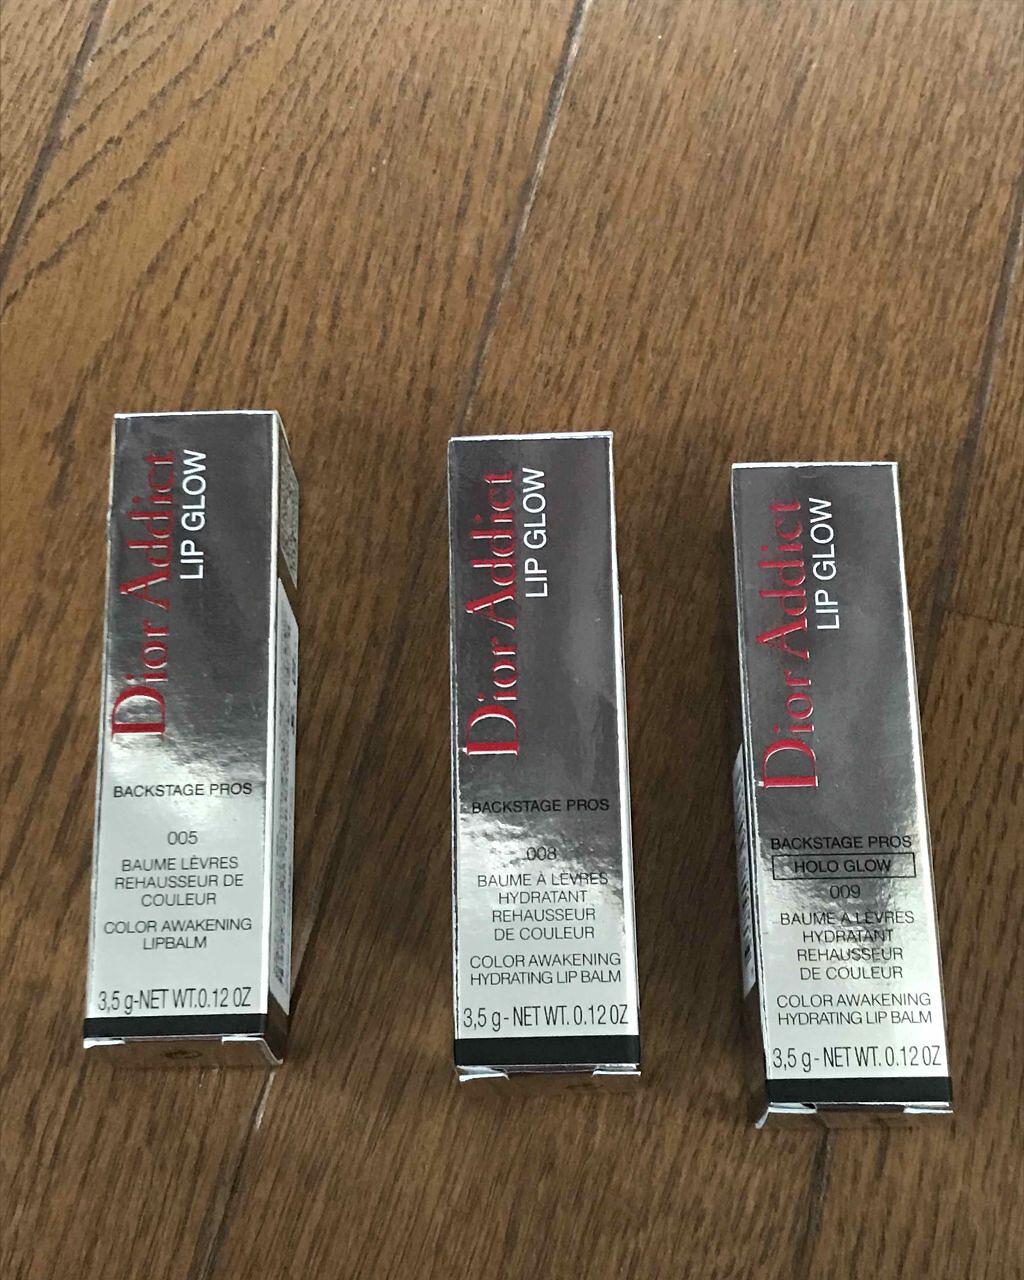 Dior Addict
LIP GLOW
BACKSTAGE PROS
005
BAUME LÈVRES
REHAUSSEUR DE
COULEUR
COLOR AWAKENING
LIPBALM
3,5 g-NET WT.0.12 OZ
Dior Addict
LIP GLOW
BACKSTAGE PROS
008
BAUME À LÈVRES
HYDRATANT
REHAUSSEUR
DE COULEUR
COLOR AWAKENING
HYDRATING LIP BALM
3,5 g - NET WT. 0.12 OZ
Dior Addict
LIP GLOW
BACKSTAGE PROS
HOLO GLOW
009
BAUME À LÈVRES
HYDRATANT
REHAUSSEUR
DE COULEUR
COLOR AWAKENING
HYDRATING LIP BALM
3,5 g - NET WT. 0.12 OZ